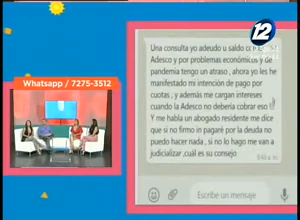 12
Una consulta yo adeudo u saldo con
Adesco y por problemas económicos y de
pandemia tengo un atraso, ahora yo les he
manifestado mi intención de pago por
cuotas, y además me cargan intereses
cuando la Adesco no debería cobrar eso !!
Y me habla un abogado residente me dice
que si no firmo in pagaré por la deuda no
puedo hacer nada, si no lo hago me van a
judicializar ,cuál es su consejo
Whatsapp / 7275-3512
Escribe un mensaje